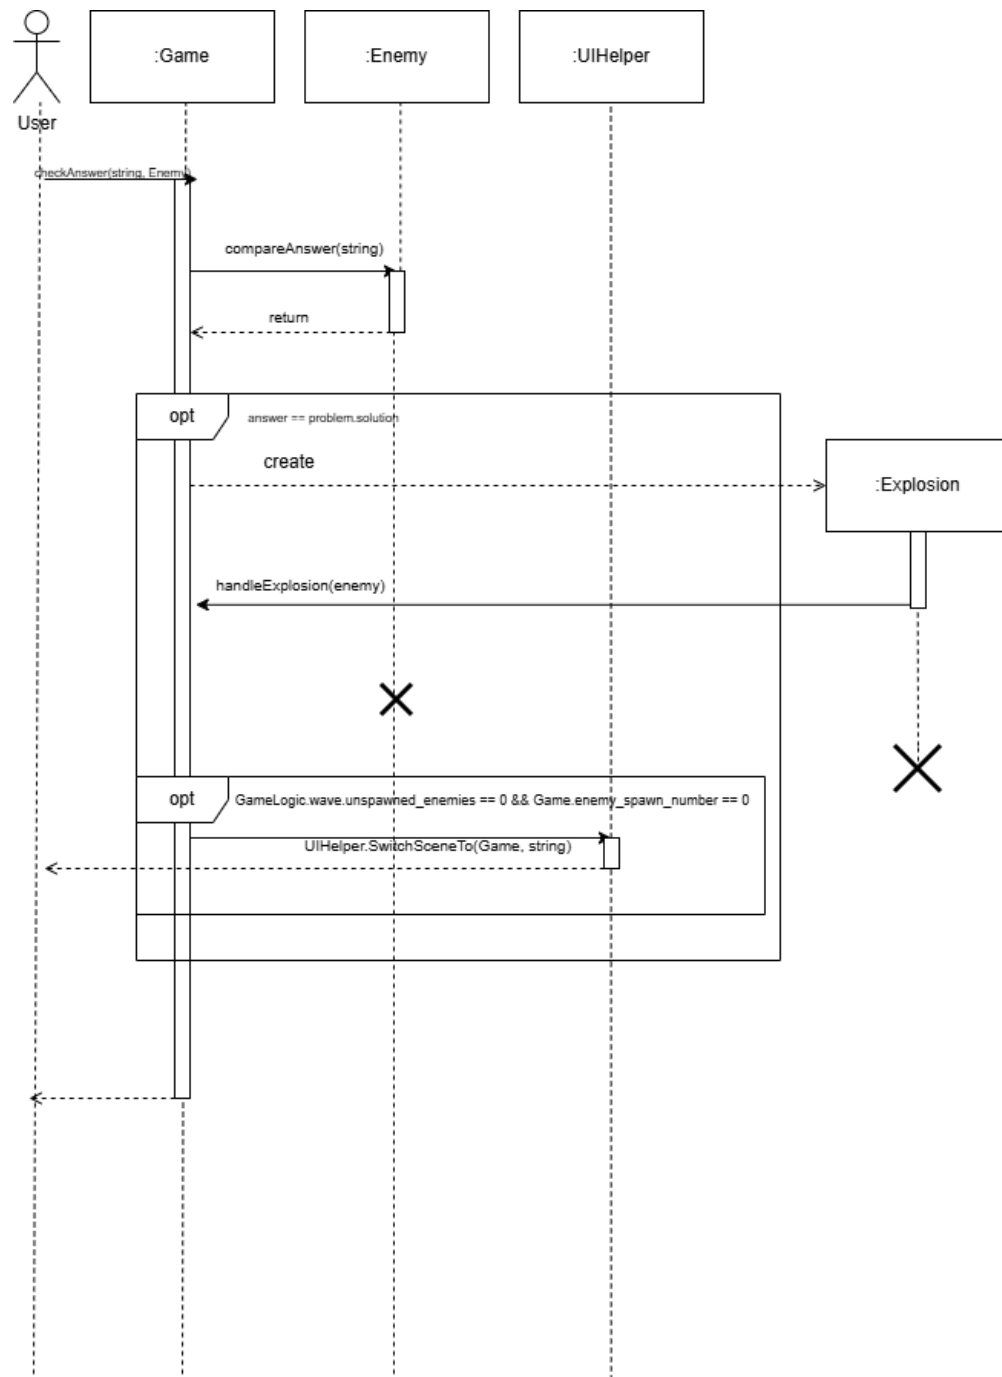 :Game
:Enemy
:UIHelper
User
checkAnswer(string, Enemy)
compareAnswer(string)
return
opt
answer == problem.solution
create
:Explosion
handleExplosion(enemy)
opt
GameLogic.wave.unspawned_enemies == 0 && Game.enemy_spawn_number == 0
UIHelper.SwitchSceneTo(Game, string)